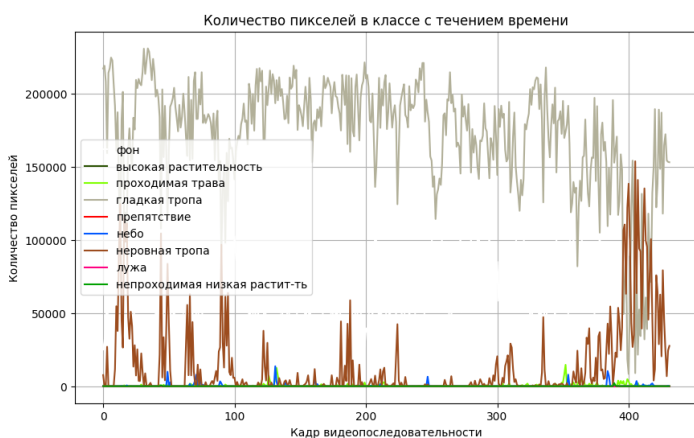 Количество пикселей в классе с течением времени
Количество пикселей
200000
150000
100000
50000
0
фон
высокая растительность
проходимая трава
гладкая тропа
препятствие
небо
неровная тропа
лужа
непроходимая низкая растит-ть
0 100 200 300 400
Кадр видеопоследовательности